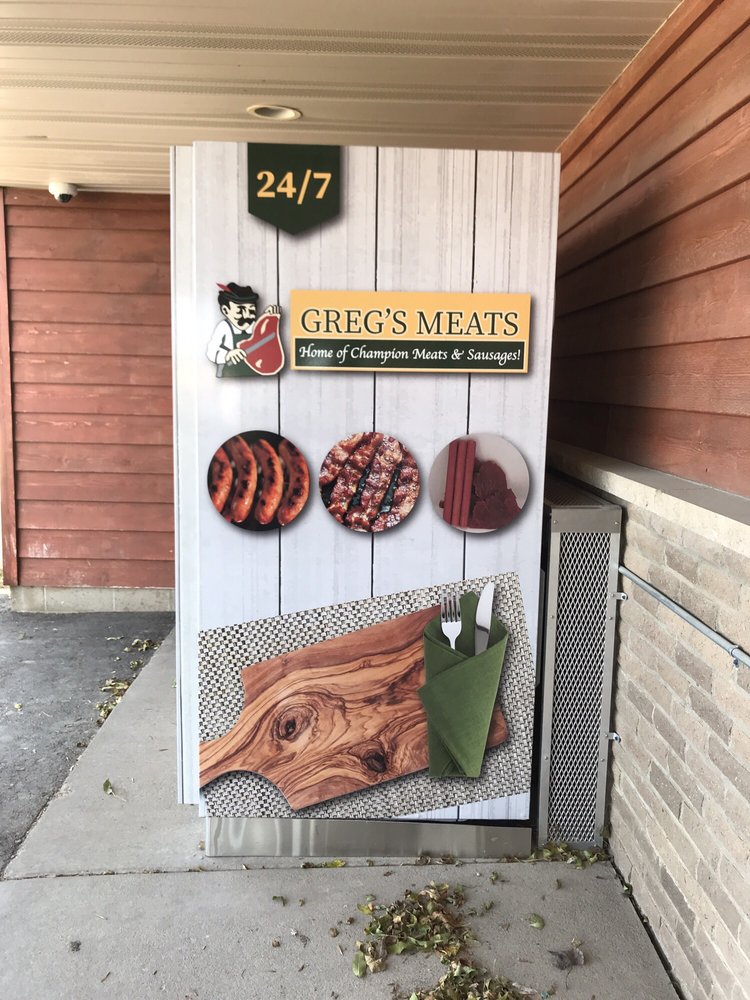 24/7
GREG'S MEATS
Home of Champion Meats & Sausages!